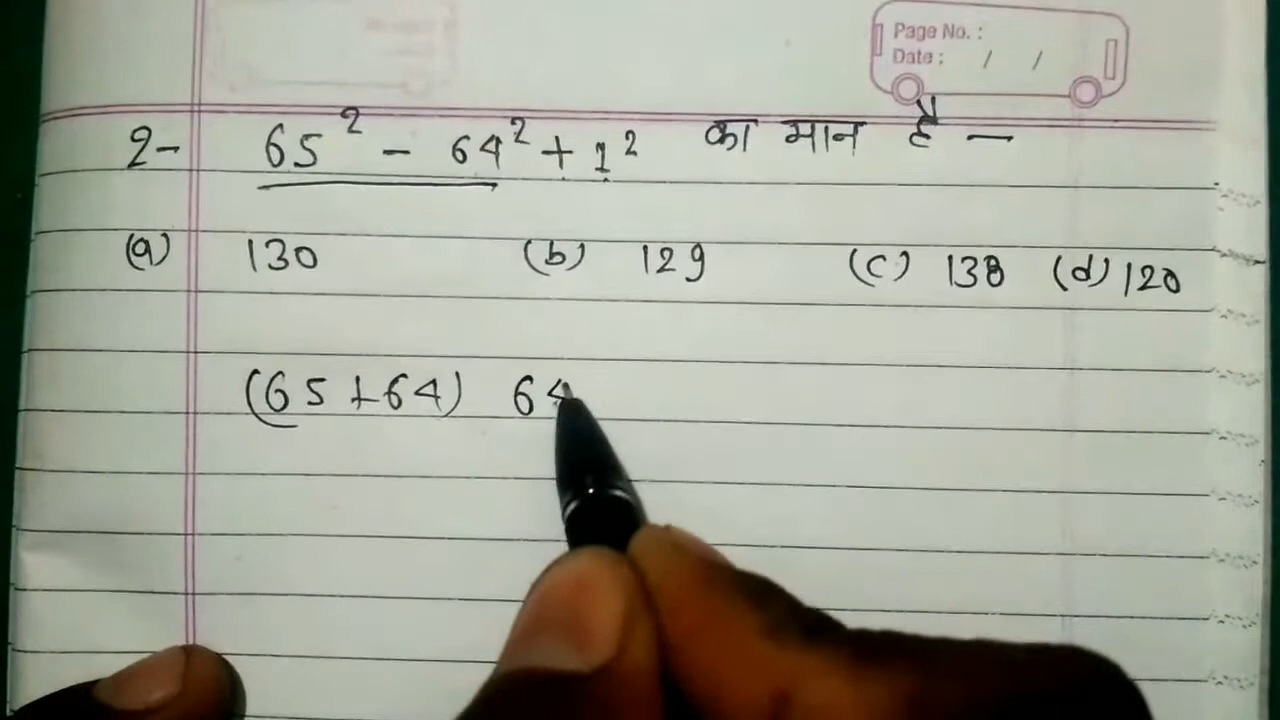 Page No. :
Date : / /
2- 65² - 64² + 1² का मान है -
(a) 130 (b) 129 (c) 138 (d) 120
(65+64) 64